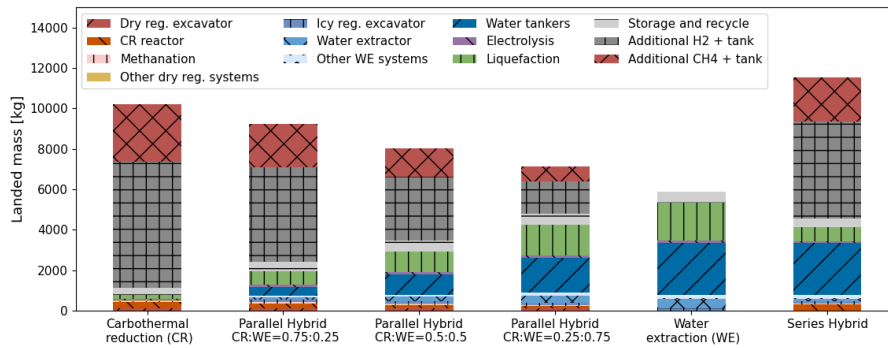 Landed mass [kg]
14000
12000
10000
8000
6000
4000
2000
0
Dry reg. excavator
CR reactor
Methanation
Other dry reg. systems
Icy reg. excavator
Water extractor
Other WE systems
Water tankers
Electrolysis
Liquefaction
Storage and recycle
Additional H2 + tank
Additional CH4 + tank
Carbothermal
reduction (CR)
Parallel Hybrid
CR:WE=0.75:0.25
Parallel Hybrid
CR:WE=0.5:0.5
Parallel Hybrid
CR:WE=0.25:0.75
Water
extraction (WE)
Series Hybrid